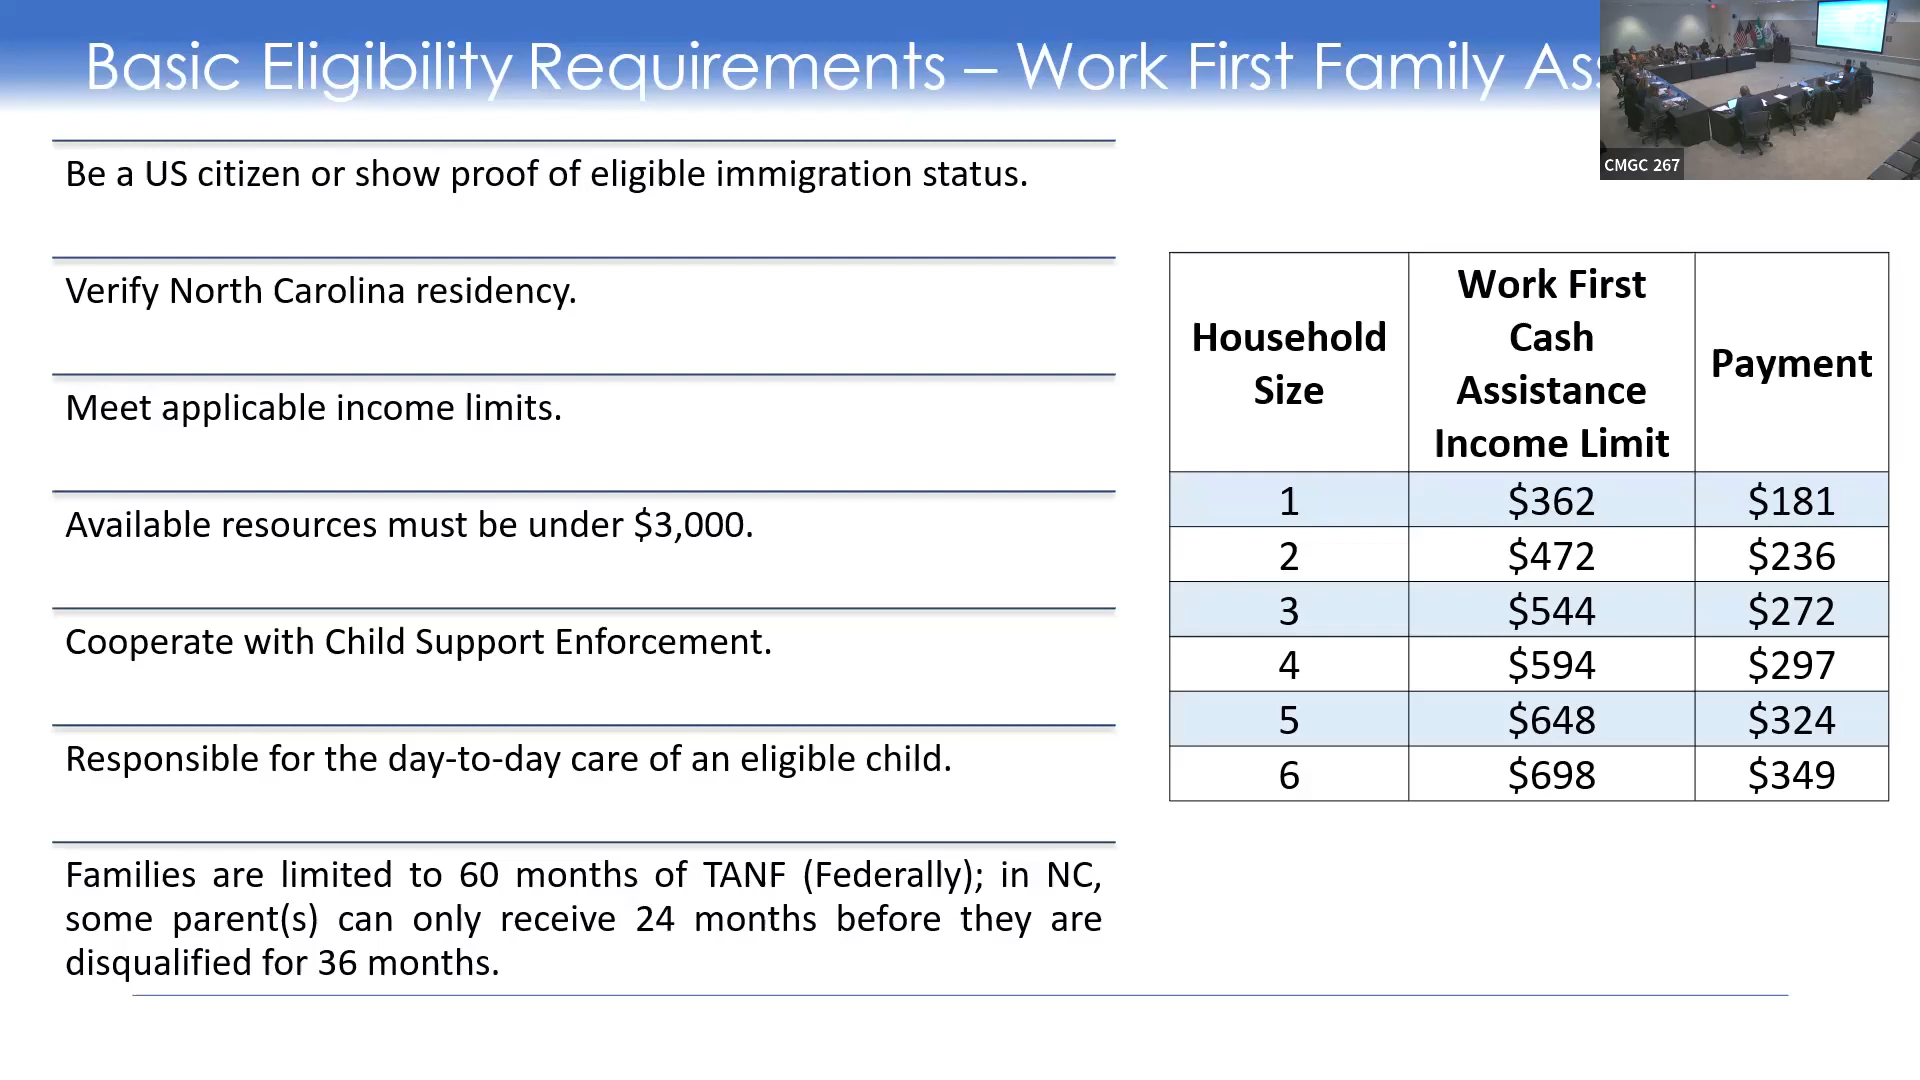 Basic Eligibility Requirements – Work First Family As
CMGC 267
Be a US citizen or show proof of eligible immigration status.
Verify North Carolina residency.
Meet applicable income limits.
Available resources must be under $3,000.
Cooperate with Child Support Enforcement.
Responsible for the day-to-day care of an eligible child.
Families are limited to 60 months of TANF (Federally); in NC,
some parent(s) can only receive 24 months before they are
disqualified for 36 months.
Household Size Work First Cash Assistance Income Limit Payment
1 $362 $181
2 $472 $236
3 $544 $272
4 $594 $297
5 $648 $324
6 $698 $349